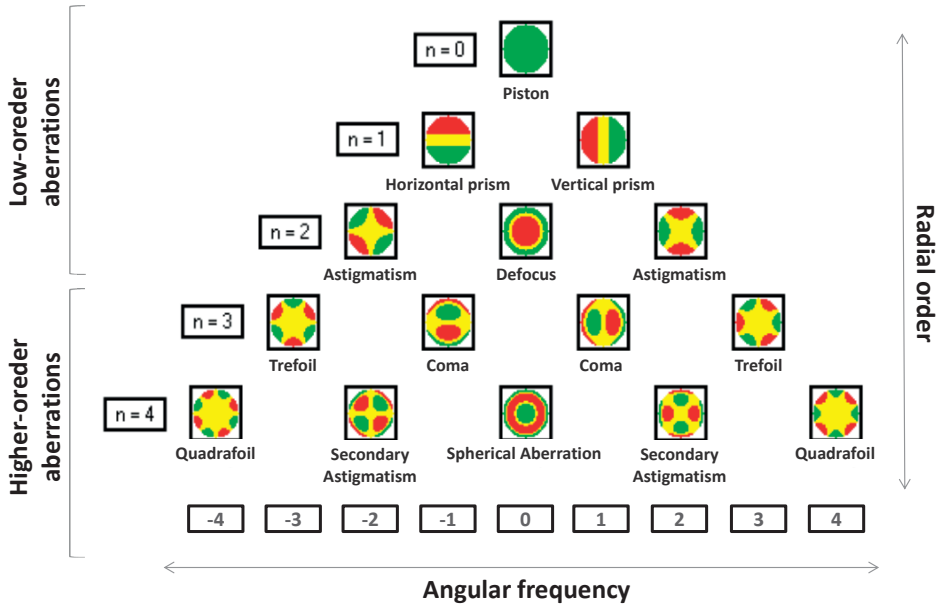 Low-oreder
aberrations
n = 0
Piston
n = 1
Horizontal prism
Vertical prism
n = 2
Astigmatism
Defocus
Astigmatism
Higher-oreder
aberrations
n = 3
Trefoil
Coma
Coma
Trefoil
n = 4
Quadrafoil
Secondary
Astigmatism
Spherical Aberration
Secondary
Astigmatism
Quadrafoil
-4
-3
-2
-1
0
1
2
3
4
Angular frequency
Radial order